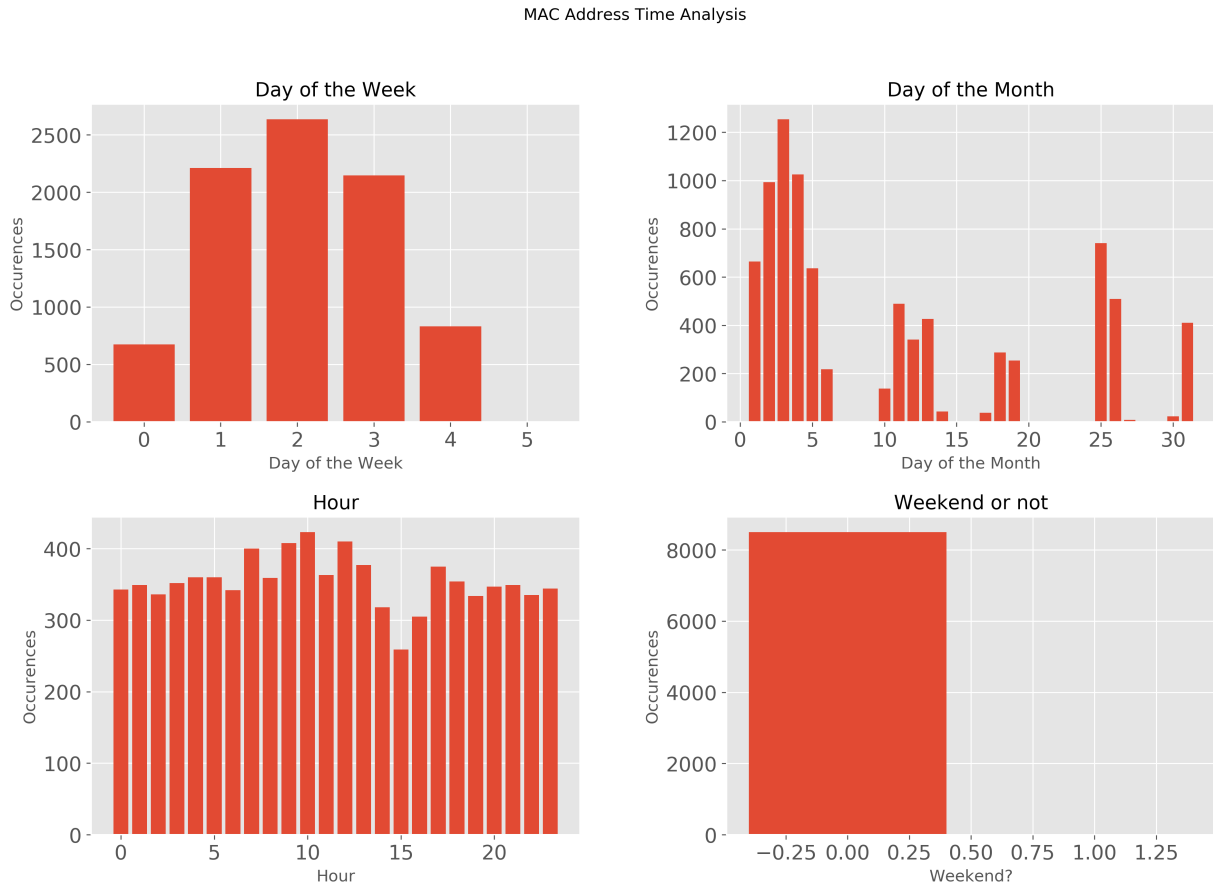 MAC Address Time Analysis
Day of the Week
2500
2000
1500
1000
500
0
Occurences
0 1 2 3 4 5
Day of the Week
Day of the Month
1200
1000
800
600
400
200
0
Occurences
0 5 10 15 20 25 30
Day of the Month
Hour
400
300
200
100
0
Occurences
0 5 10 15 20
Hour
Weekend or not
8000
6000
4000
2000
0
Occurences
−0.25 0.00 0.25 0.50 0.75 1.00 1.25
Weekend?